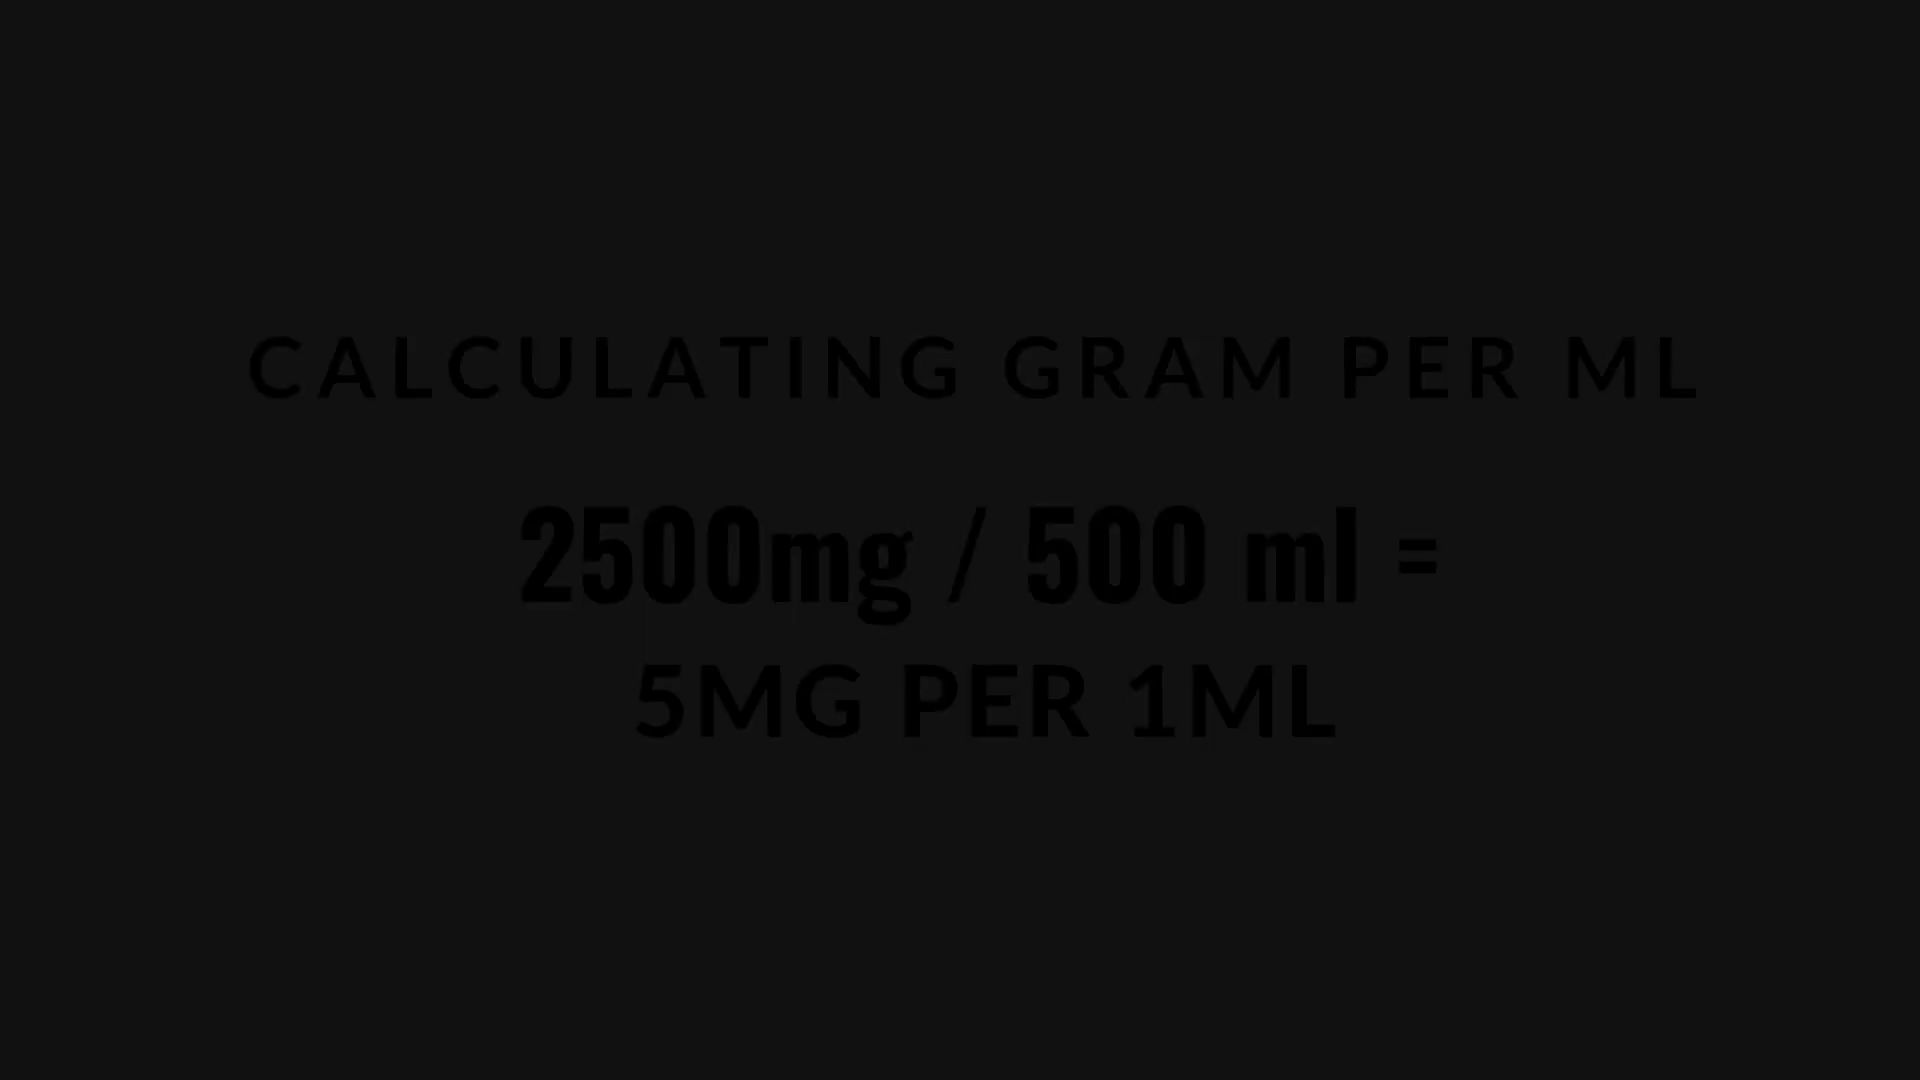 CALCULATING GRAM PER ML
2500mg / 500 ml =
5MG PER 1ML